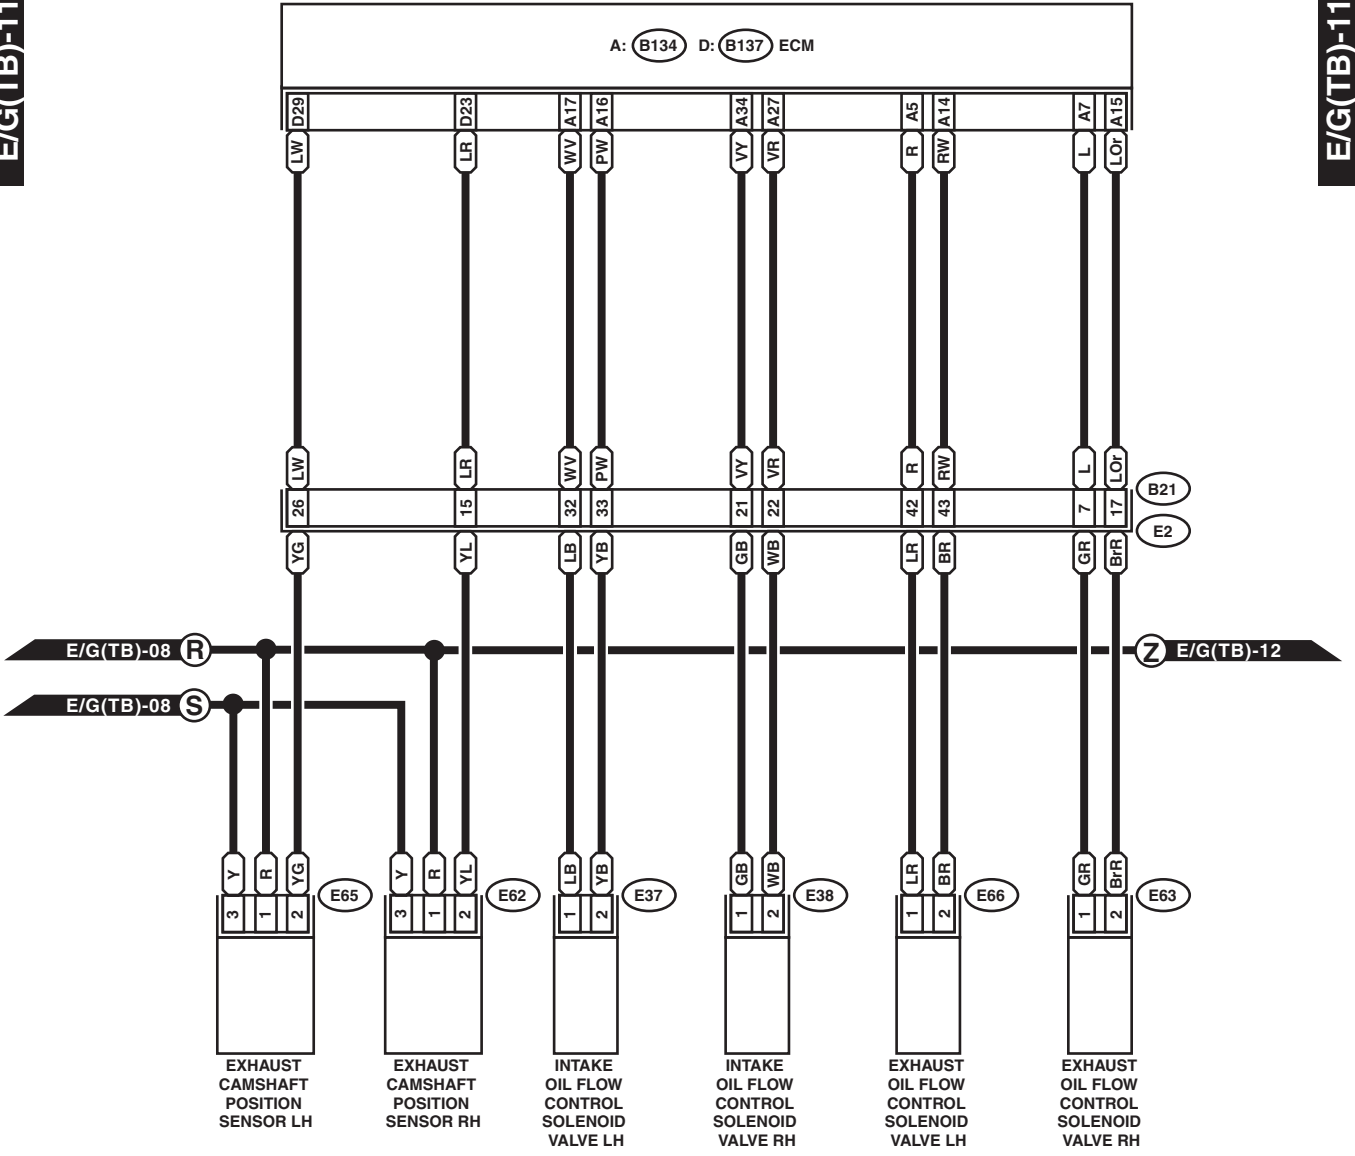 E/G(TB)-11
E/G(TB)-11
A: B134 D: B137 ECM
D29 D23 A17 A16 A34 A27 A5 A14 A7 A15
LW LR WV PW VY VR R RW L LOr
LW LR WV PW VY VR R RW L LOr
B21
26 15 32 33 21 22 42 43 7 17
E2
YG YL LB YB GB WB LR BR GR BrR
E/G(TB)-08 R
Z E/G(TB)-12
E/G(TB)-08 S
Y R YG Y R YL LB YB GB WB LR BR GR BrR
E65 E62 E37 E38 E66 E63
3 1 2 3 1 2 1 2 1 2 1 2 1 2
EXHAUST
CAMSHAFT
POSITION
SENSOR LH
EXHAUST
CAMSHAFT
POSITION
SENSOR RH
INTAKE
OIL FLOW
CONTROL
SOLENOID
VALVE LH
INTAKE
OIL FLOW
CONTROL
SOLENOID
VALVE RH
EXHAUST
OIL FLOW
CONTROL
SOLENOID
VALVE LH
EXHAUST
OIL FLOW
CONTROL
SOLENOID
VALVE RH